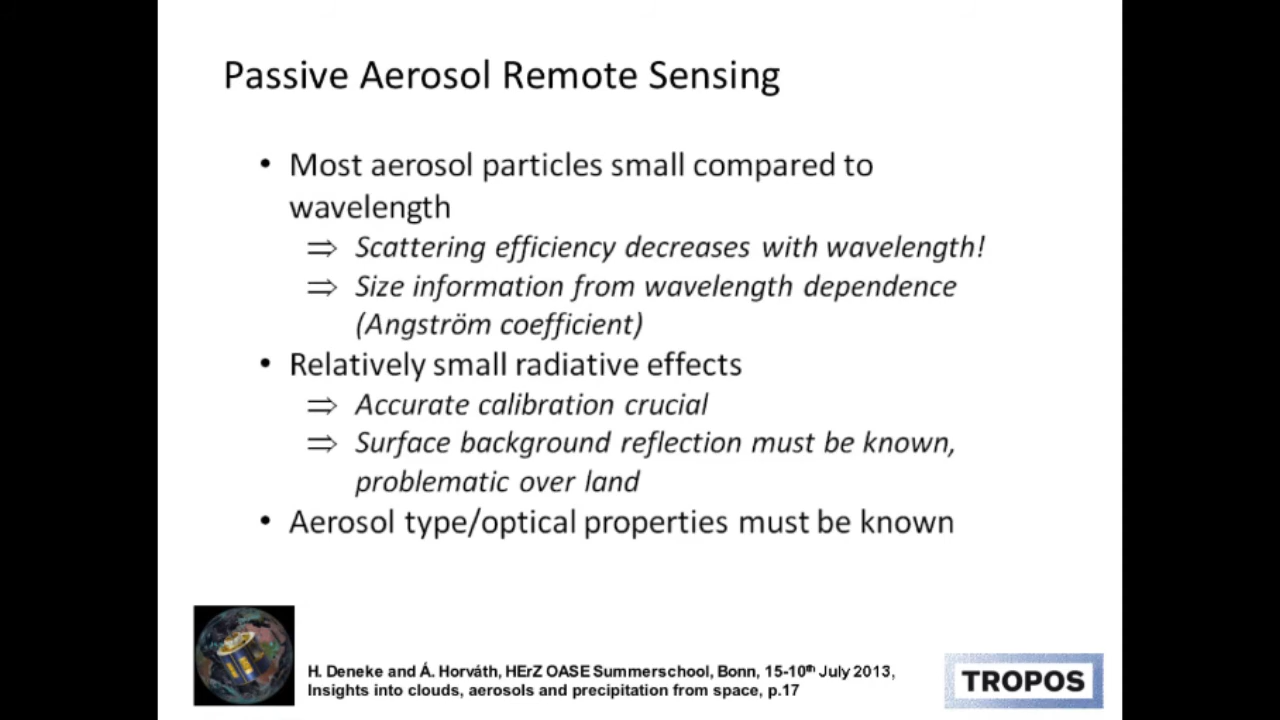 Passive Aerosol Remote Sensing
• Most aerosol particles small compared to
wavelength
⇒ Scattering efficiency decreases with wavelength!
⇒ Size information from wavelength dependence
(Angström coefficient)
• Relatively small radiative effects
⇒ Accurate calibration crucial
⇒ Surface background reflection must be known,
problematic over land
• Aerosol type/optical properties must be known
H. Deneke and Á. Horváth, HErZ OASE Summerschool, Bonn, 15-10th July 2013,
Insights into clouds, aerosols and precipitation from space, p.17
TROPOS